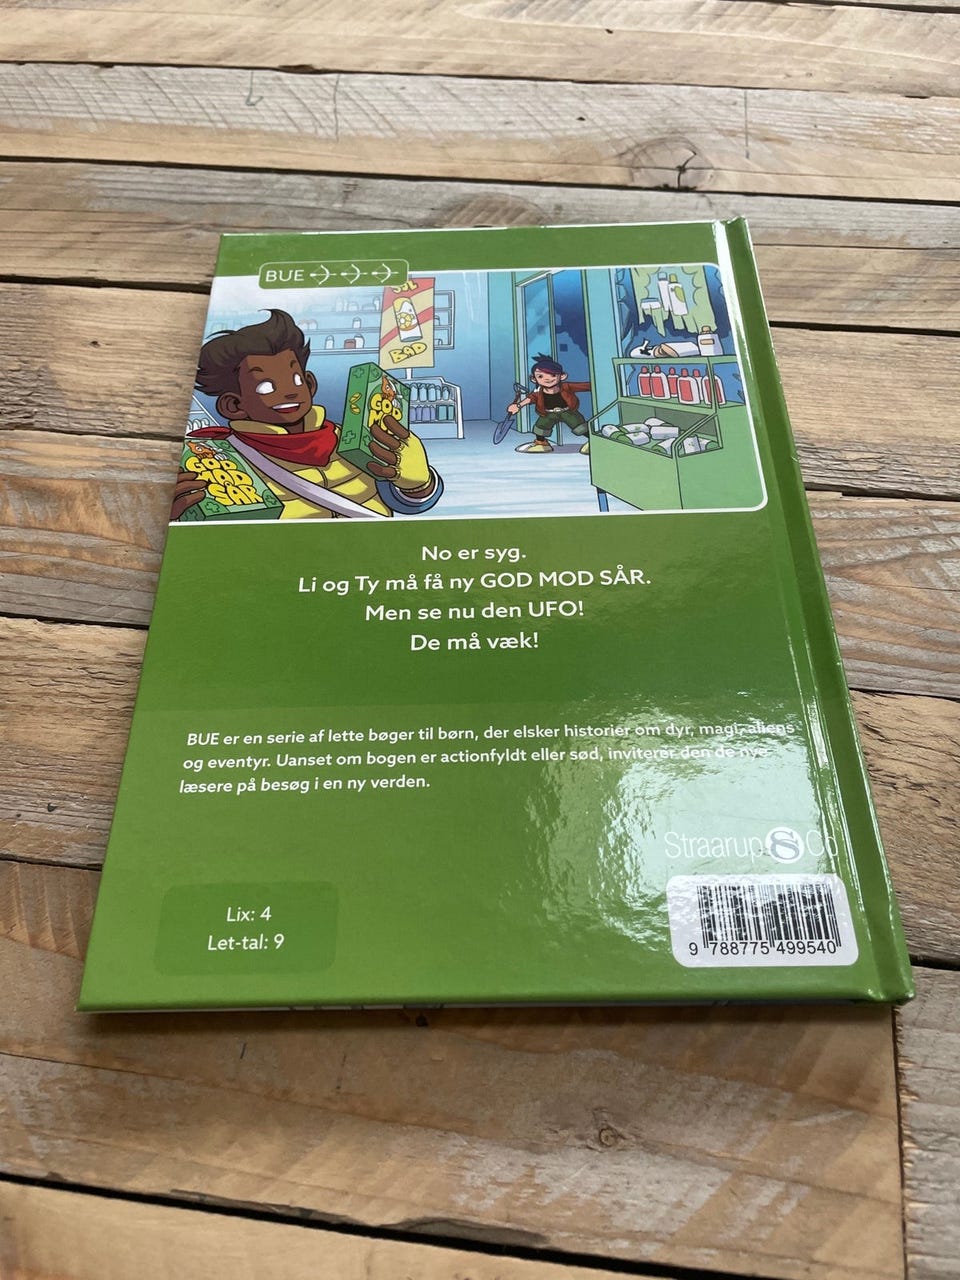 BUE
SOL
BAD
GOD
MOD
GOD
MOD
SÅR
No er syg.
Li og Ty må få ny GOD MOD SÅR.
Men se nu den UFO!
De må væk!
BUE er en serie af lette bøger til børn, der elsker historier om dyr, magi, aliens
og eventyr. Uanset om bogen er actionfyldt eller sød, inviterer den de nye
læsere på besøg i en ny verden.
Straarup & Co
Lix: 4
Let-tal: 9
9 788775 499540